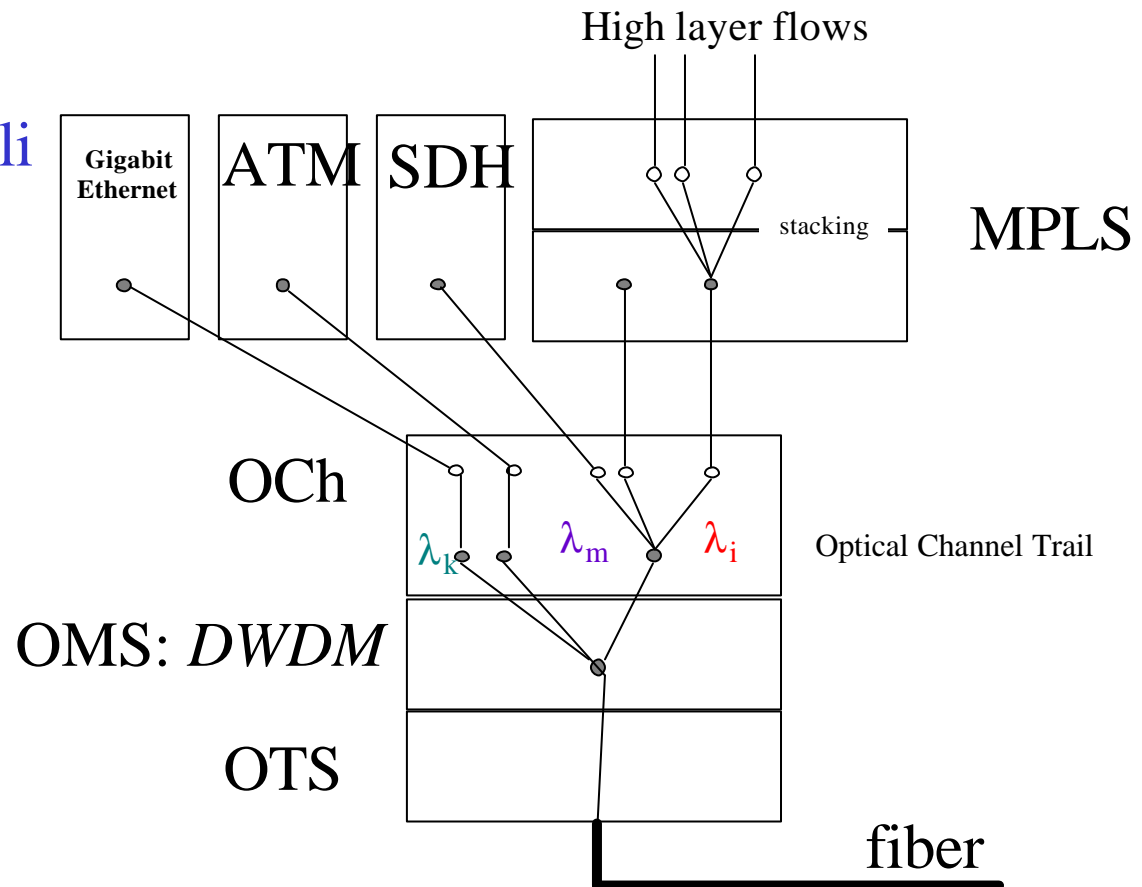 High layer flows
li
Gigabit
Ethernet
ATM
SDH
stacking
MPLS
OCh
λk
λm
λi
Optical Channel Trail
OMS: DWDM
OTS
fiber